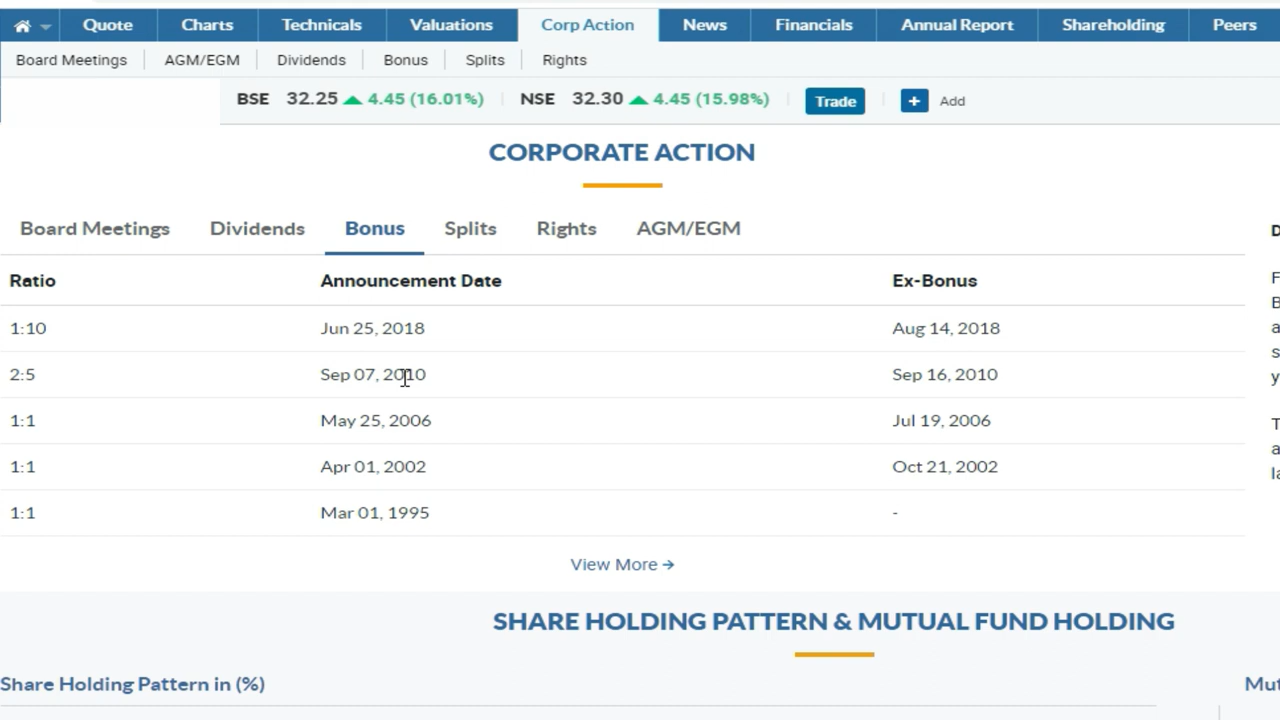 Quote Charts Technicals Valuations Corp Action News Financials Annual Report Shareholding Peers
Board Meetings AGM/EGM Dividends Bonus Splits Rights
BSE 32.25 4.45 (16.01%) NSE 32.30 4.45 (15.98%) Trade + Add
CORPORATE ACTION
Board Meetings Dividends Bonus Splits Rights AGM/EGM
Ratio Announcement Date Ex-Bonus
1:10 Jun 25, 2018 Aug 14, 2018
2:5 Sep 07, 2010 Sep 16, 2010
1:1 May 25, 2006 Jul 19, 2006
1:1 Apr 01, 2002 Oct 21, 2002
1:1 Mar 01, 1995 -
View More →
SHARE HOLDING PATTERN & MUTUAL FUND HOLDING
Share Holding Pattern in (%)